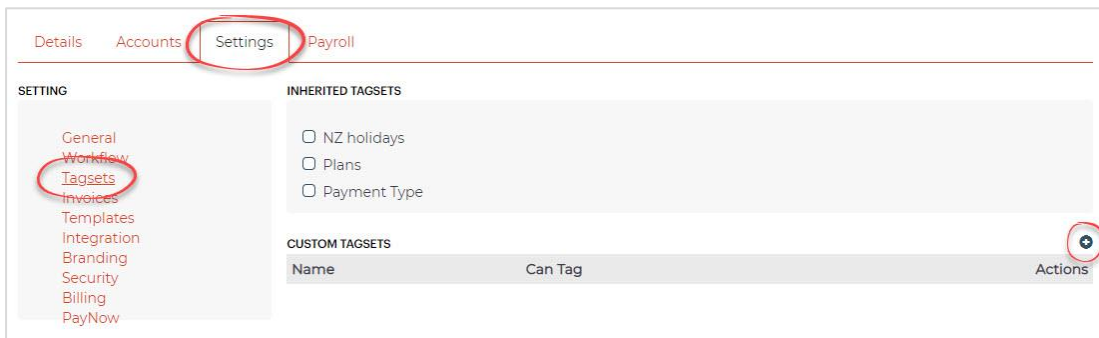 Details Accounts Settings Payroll
SETTING
General
Workflow
Tagsets
Invoices
Templates
Integration
Branding
Security
Billing
PayNow
INHERITED TAGSETS
NZ holidays
Plans
Payment Type
CUSTOM TAGSETS
Name Can Tag Actions